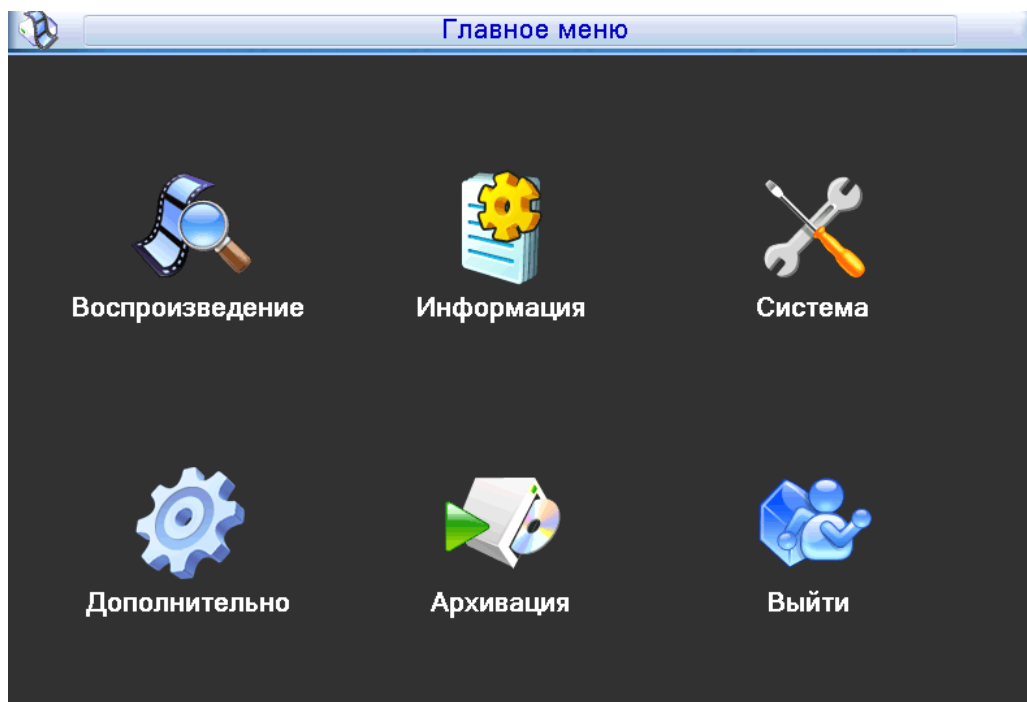 Главное меню
Воспроизведение
Информация
Система
Дополнительно
Архивация
Выйти